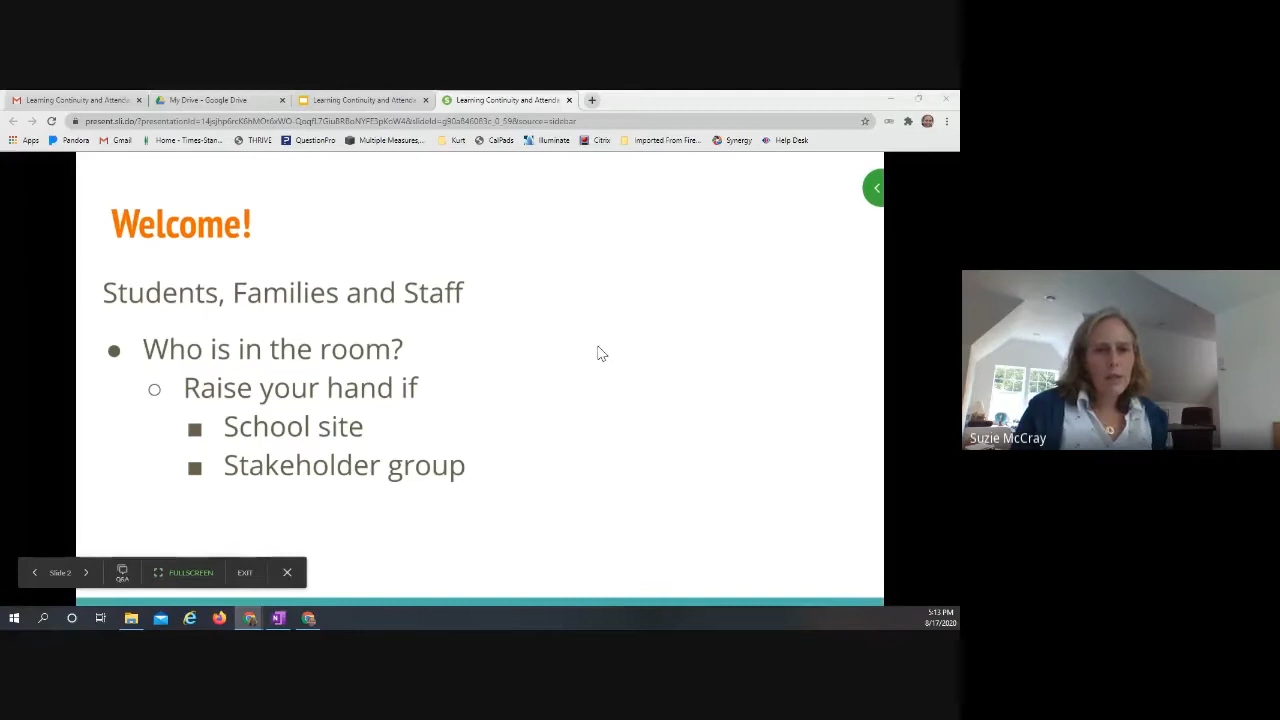 Learning Continuity and Attenda
My Drive - Google Drive
Learning Continuity and Attenda
Learning Continuity and Attenda
Apps
Pandora
Gmail
Home - Times-Stan...
THRIVE
QuestionPro
Multiple Measures,...
Kurt
CalPads
Illuminate
Citrix
Imported From Fire...
Synergy
Help Desk
Welcome!
Students, Families and Staff
● Who is in the room?
○ Raise your hand if
■ School site
■ Stakeholder group
Suzie McCray
Slide 2
Q&A
FULLSCREEN
EXIT
5:13 PM
8/17/2020